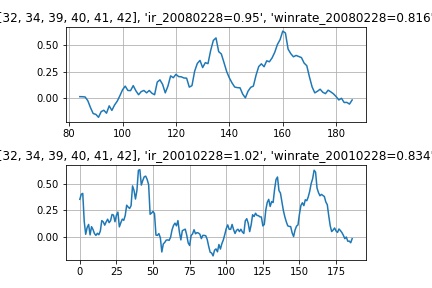 [32, 34, 39, 40, 41, 42], 'ir_20080228=0.95', 'winrate_20080228=0.816'
0.50
0.25
0.00
80 100 120 140 160 180
[32, 34, 39, 40, 41, 42], 'ir_20010228=1.02', 'winrate_20010228=0.834'
0.50
0.25
0.00
0 25 50 75 100 125 150 175